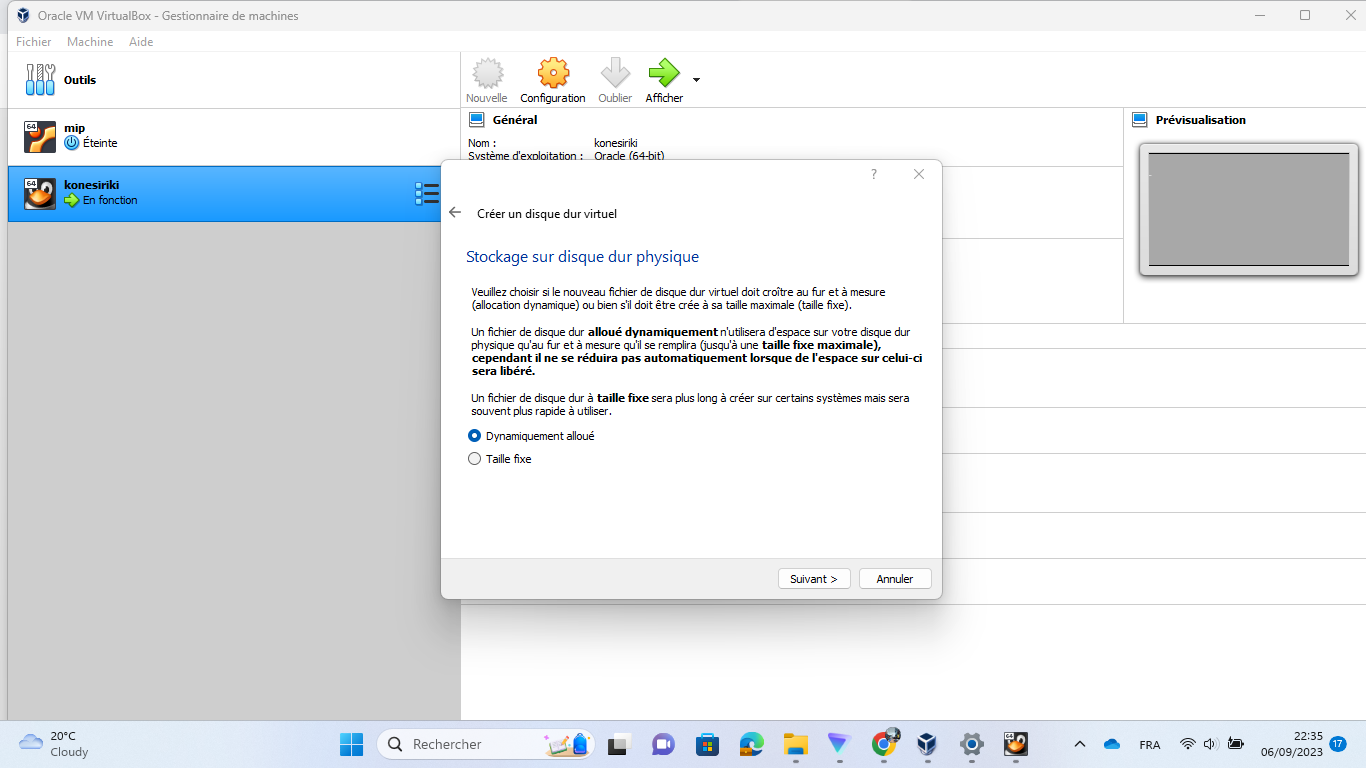 Oracle VM VirtualBox - Gestionnaire de machines
Fichier Machine Aide
Outils
Nouvelle Configuration Oublier Afficher
64
mip
Éteinte
64
konesiriki
En fonction
Général
Nom : konesiriki
Système d'exploitation : Oracle (64-bit)
Prévisualisation
?
Créer un disque dur virtuel
Stockage sur disque dur physique
Veuillez choisir si le nouveau fichier de disque dur virtuel doit croître au fur et à mesure
(allocation dynamique) ou bien s'il doit être crée à sa taille maximale (taille fixe).
Un fichier de disque dur alloué dynamiquement n'utilisera d'espace sur votre disque dur
physique qu'au fur et à mesure qu'il se remplira (jusqu'à une taille fixe maximale),
cependant il ne se réduira pas automatiquement lorsque de l'espace sur celui-ci
sera libéré.
Un fichier de disque dur à taille fixe sera plus long à créer sur certains systèmes mais sera
souvent plus rapide à utiliser.
Dynamiquement alloué
Taille fixe
Suivant > Annuler
20°C
Cloudy
Rechercher
64
FRA
22:35
06/09/2023
17